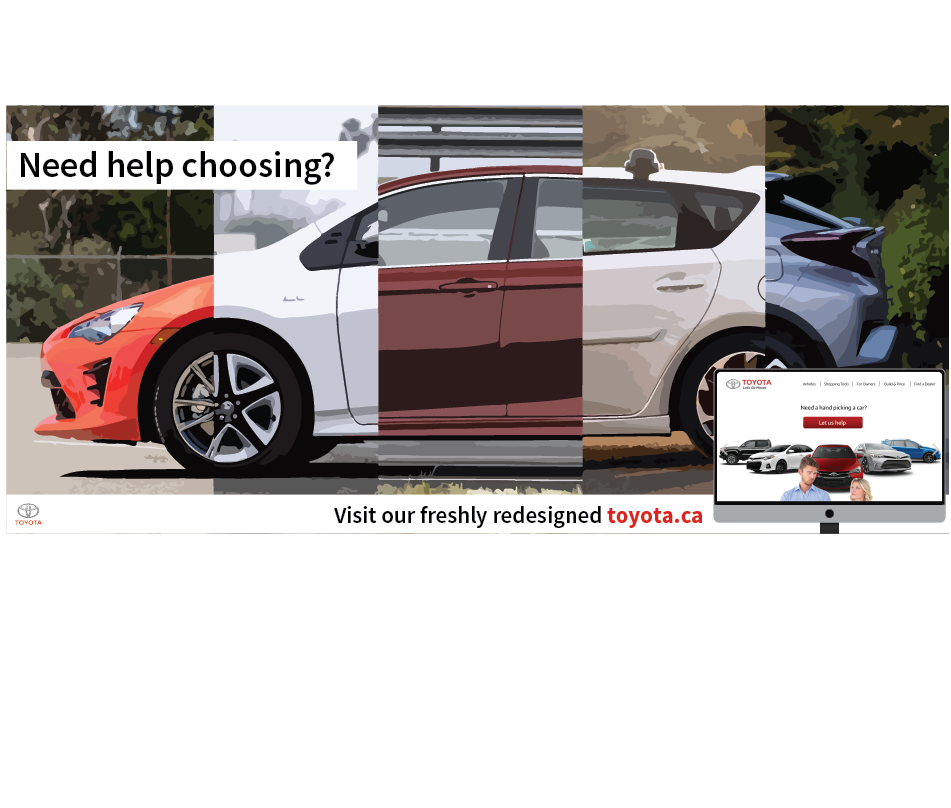 Need help choosing?
TOYOTA
Let's Go Places
Vehicles | Shopping Tools | For Owners | Build & Price | Find a Dealer
Need a hand picking a car?
Let us help
TOYOTA
Visit our freshly redesigned toyota.ca